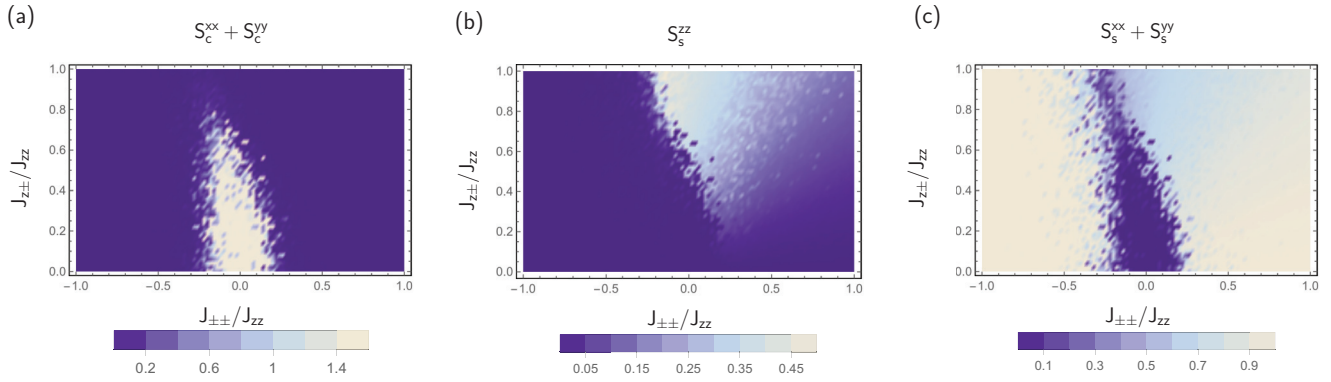 (a)
S_c^xx + S_c^yy
J_z±/J_zz
1.0
0.8
0.6
0.4
0.2
0.0
−1.0 −0.5 0.0 0.5 1.0
J_±±/J_zz
0.2 0.6 1 1.4
(b)
S_s^zz
J_z±/J_zz
1.0
0.8
0.6
0.4
0.2
0.0
−1.0 −0.5 0.0 0.5 1.0
J_±±/J_zz
0.05 0.15 0.25 0.35 0.45
(c)
S_s^xx + S_s^yy
J_z±/J_zz
1.0
0.8
0.6
0.4
0.2
0.0
−1.0 −0.5 0.0 0.5 1.0
J_±±/J_zz
0.1 0.3 0.5 0.7 0.9